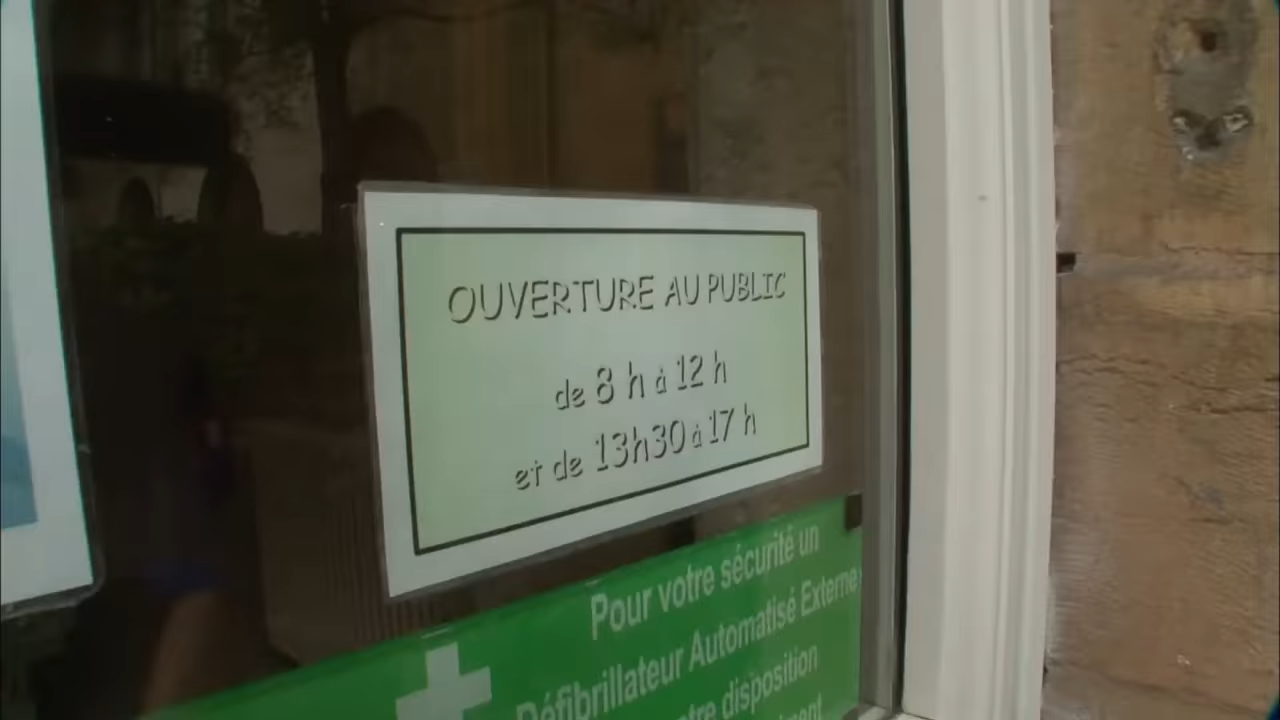 OUVERTURE AU PUBLIC
de 8 h à 12 h
et de 13h30 à 17 h
Pour votre sécurité un
Défibrillateur Automatisé Externe
disposition